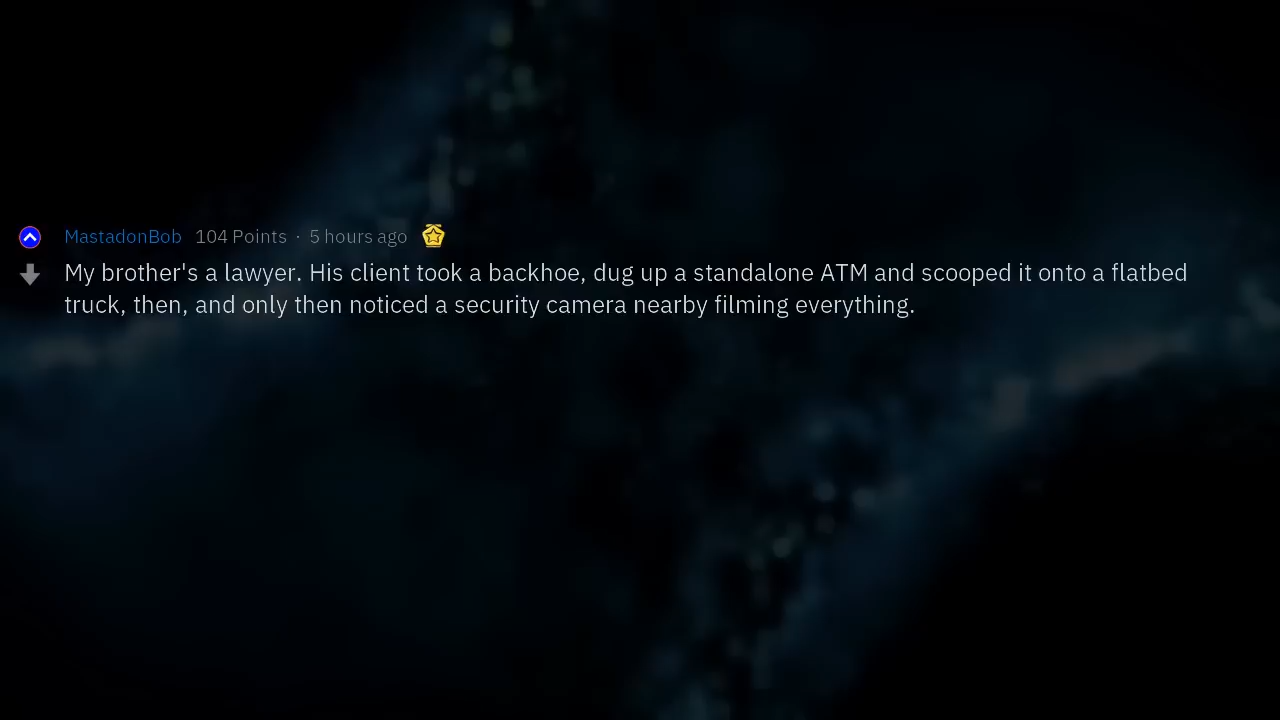 MastadonBob 104 Points · 5 hours ago
My brother's a lawyer. His client took a backhoe, dug up a standalone ATM and scooped it onto a flatbed
truck, then, and only then noticed a security camera nearby filming everything.